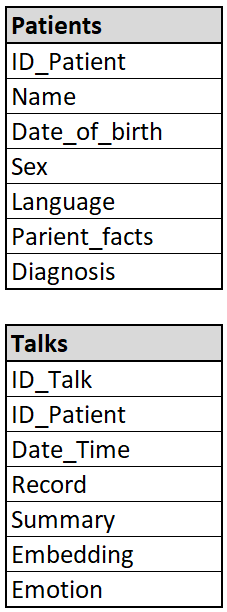 Patients
ID_Patient
Name
Date_of_birth
Sex
Language
Parient_facts
Diagnosis
Talks
ID_Talk
ID_Patient
Date_Time
Record
Summary
Embedding
Emotion